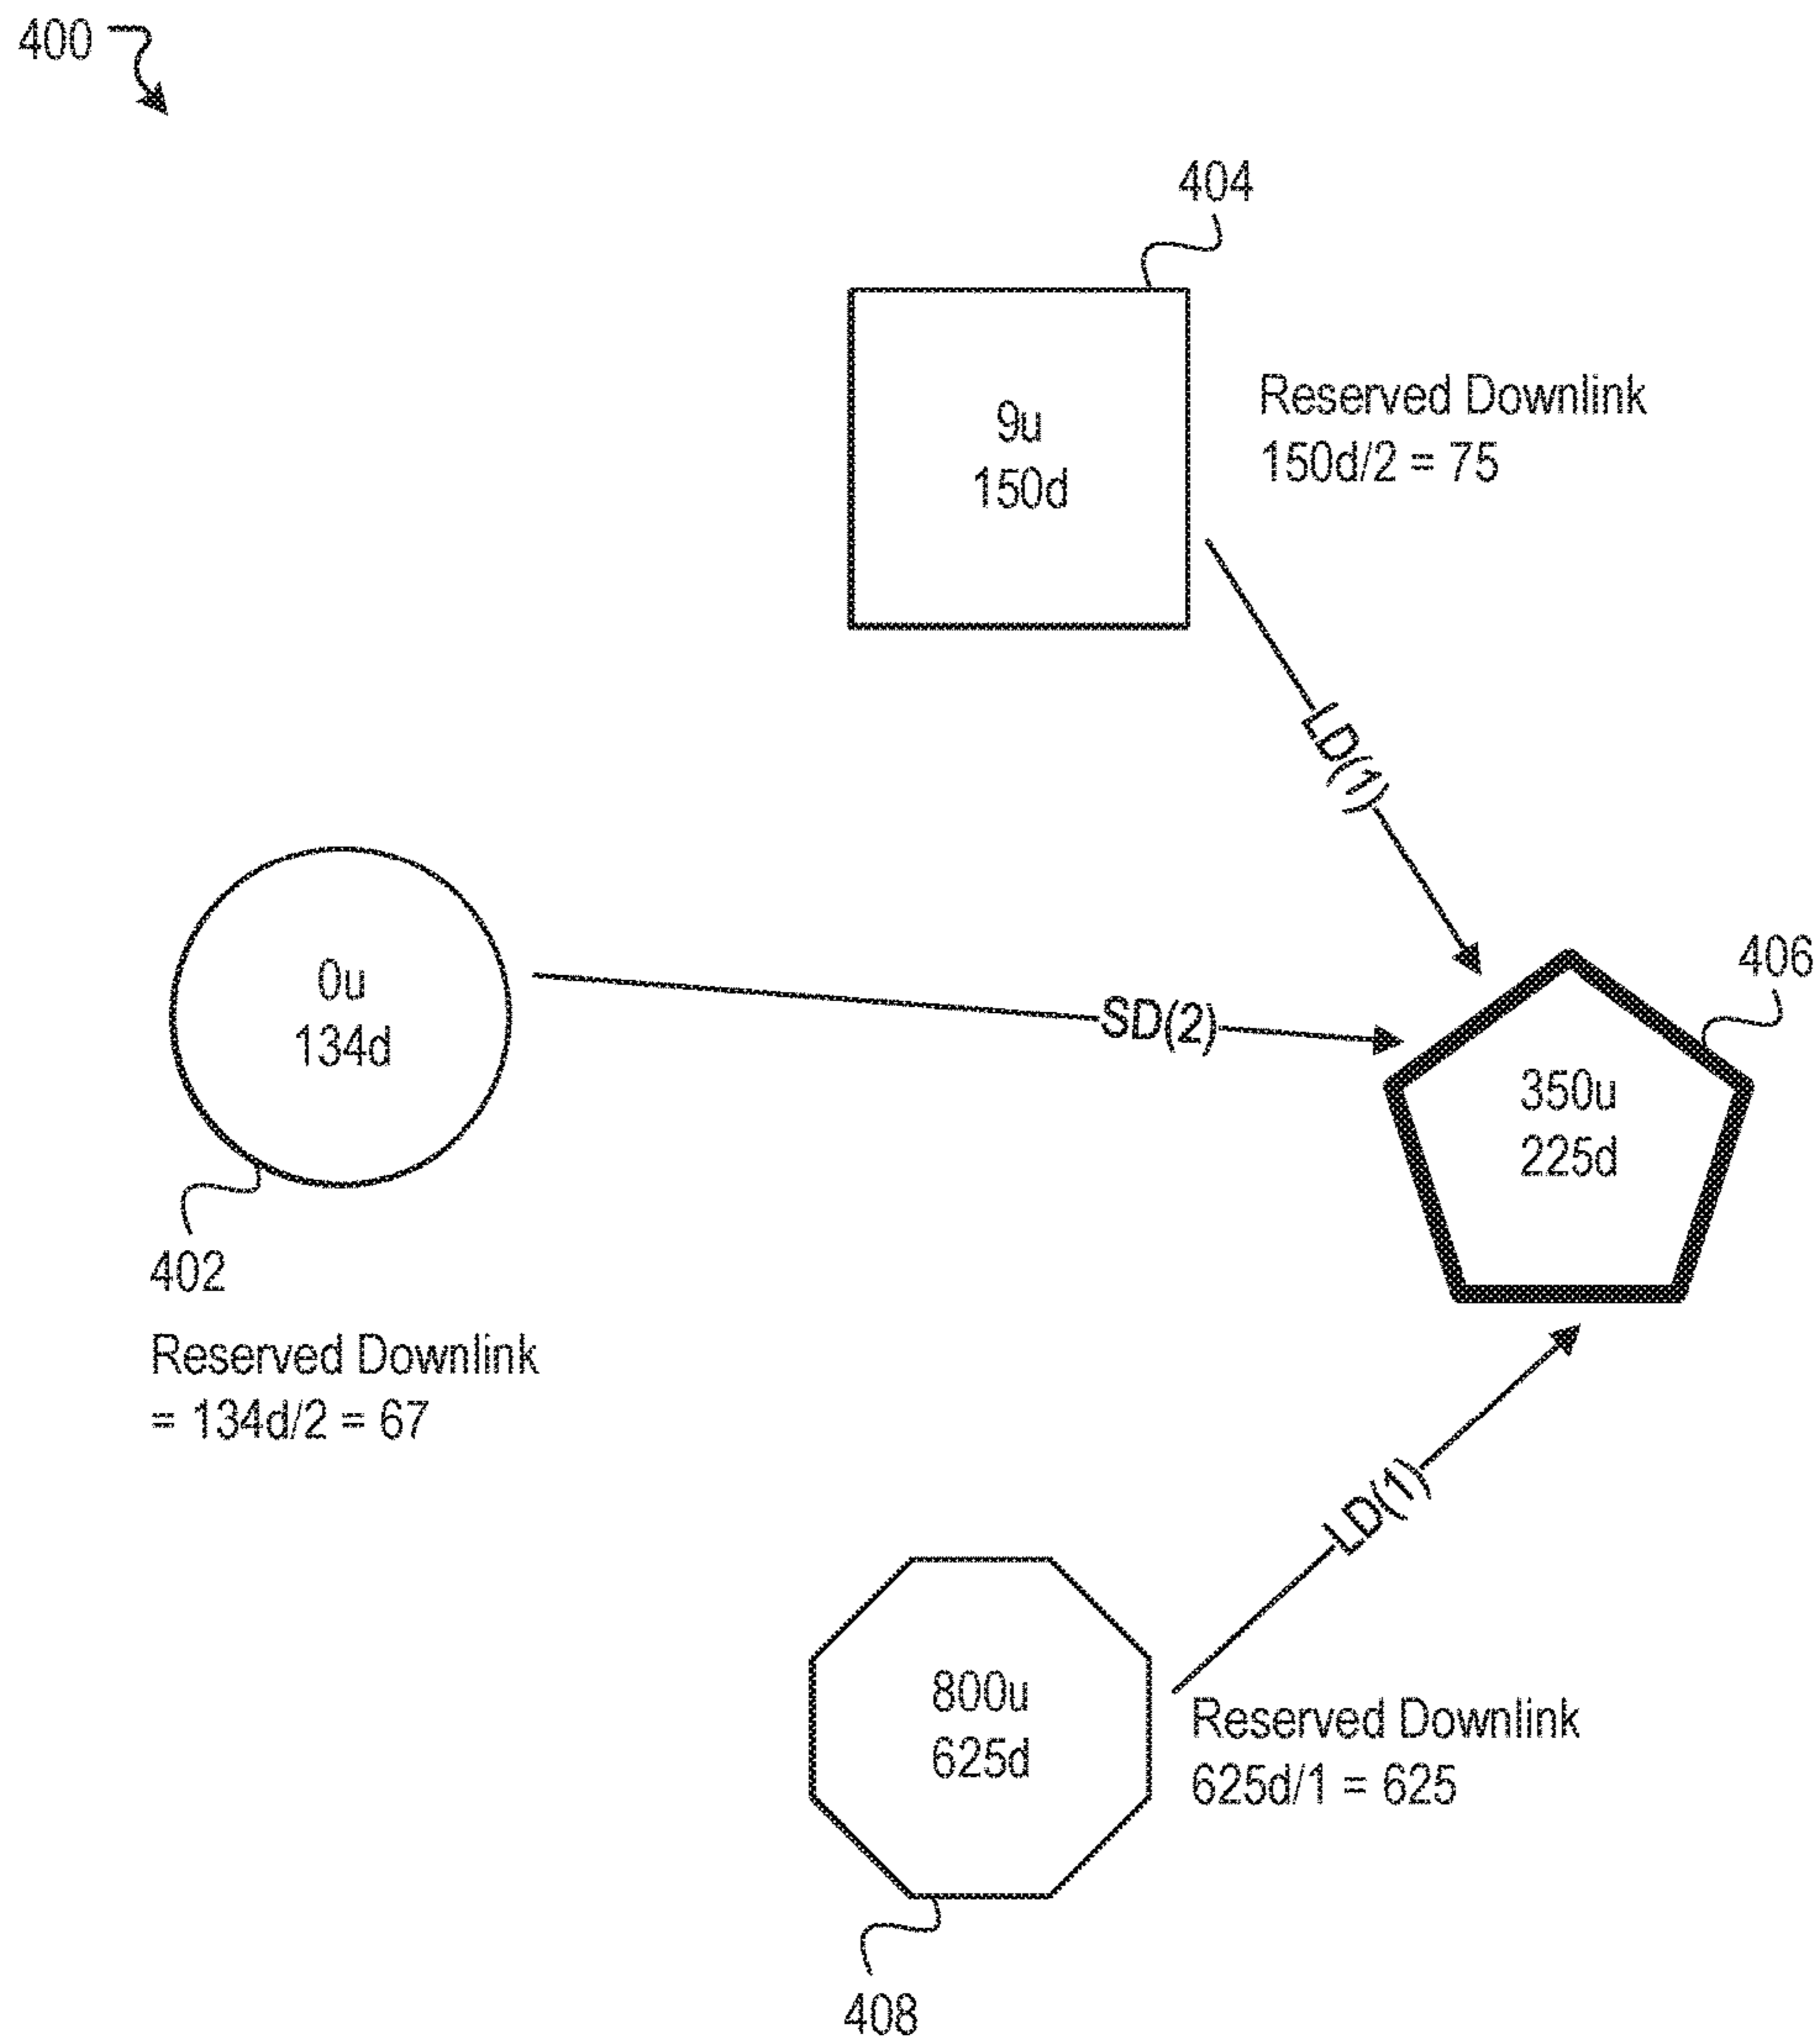 400
404
9u
150d
Reserved Downlink
150d/2 = 75
LD(1)
0u
134d
SD(2)
406
350u
225d
402
Reserved Downlink
= 134d/2 = 67
LD(1)
800u
625d
Reserved Downlink
625d/1 = 625
408